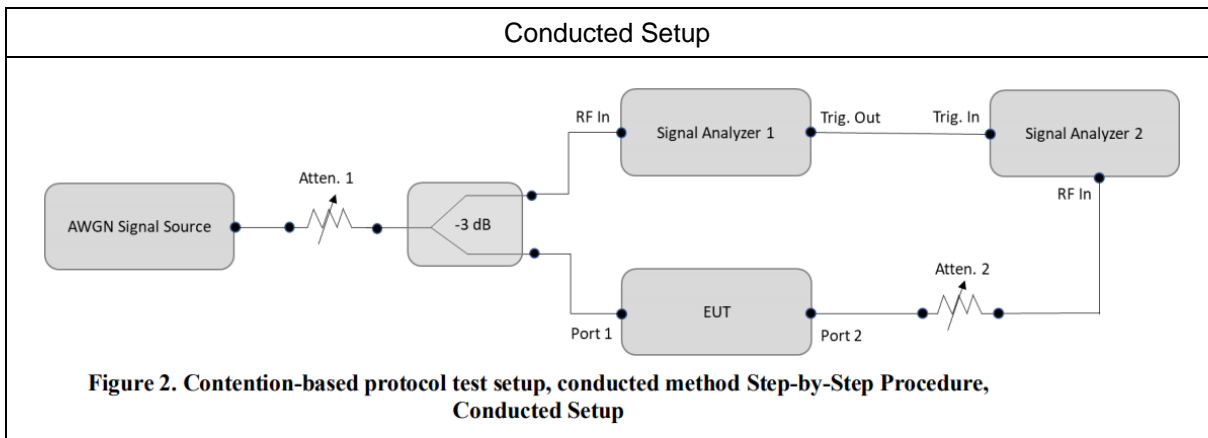 Conducted Setup
RF In
Signal Analyzer 1
Trig. Out
Trig. In
Signal Analyzer 2
RF In
Atten. 1
AWGN Signal Source
-3 dB
Atten. 2
EUT
Port 1
Port 2
Figure 2. Contention-based protocol test setup, conducted method Step-by-Step Procedure,
Conducted Setup